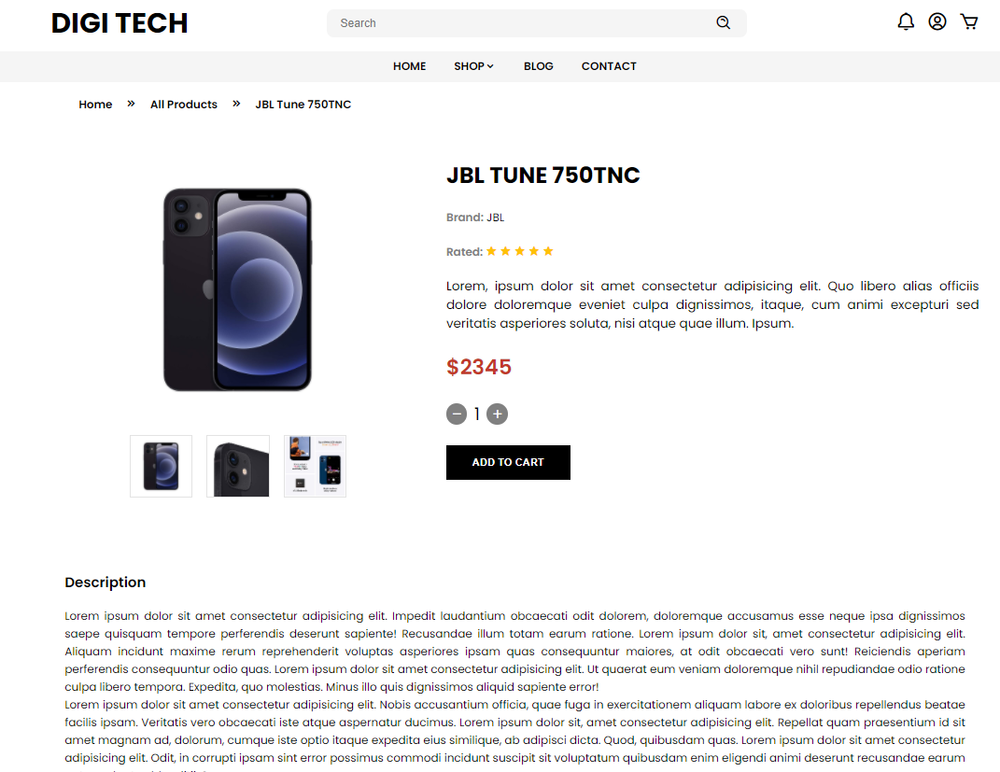 DIGI TECH
Search
HOME SHOP BLOG CONTACT
Home » All Products » JBL Tune 750TNC
JBL TUNE 750TNC
Brand: JBL
Rated:
Lorem, ipsum dolor sit amet consectetur adipisicing elit. Quo libero alias officiis
dolore doloremque eveniet culpa dignissimos, itaque, cum animi excepturi sed
veritatis asperiores soluta, nisi atque quae illum. Ipsum.
$2345
− 1 +
ADD TO CART
Description
Lorem ipsum dolor sit amet consectetur adipisicing elit. Impedit laudantium obcaecati odit dolorem, doloremque accusamus esse neque ipsa dignissimos
saepe quisquam tempore perferendis deserunt sapiente! Recusandae illum totam earum ratione. Lorem ipsum dolor sit, amet consectetur adipisicing elit.
Aliquam incidunt maxime rerum reprehenderit voluptas asperiores ipsam quas consequuntur maiores, at odit obcaecati vero sunt! Reiciendis aperiam
perferendis consequuntur odio quas. Lorem ipsum dolor sit amet consectetur adipisicing elit. Ut quaerat eum veniam doloremque nihil repudiandae odio ratione
culpa libero tempora. Expedita, quo molestias. Minus illo quis dignissimos aliquid sapiente error!
Lorem ipsum dolor sit amet consectetur adipisicing elit. Nobis accusantium officia, quae fuga in exercitationem aliquam labore ex doloribus repellendus beatae
facilis ipsam. Veritatis vero obcaecati iste atque aspernatur ducimus. Lorem ipsum dolor sit, amet consectetur adipisicing elit. Repellat quam praesentium id sit
amet magnam ad, dolorum, cumque iste optio itaque expedita eius similique, ab adipisci dicta. Quod, quibusdam quas. Lorem ipsum dolor sit amet consectetur
adipisicing elit. Odit, in corrupti ipsam sint error possimus commodi incidunt suscipit sit voluptatum quibusdam enim eligendi animi deserunt recusandae earum